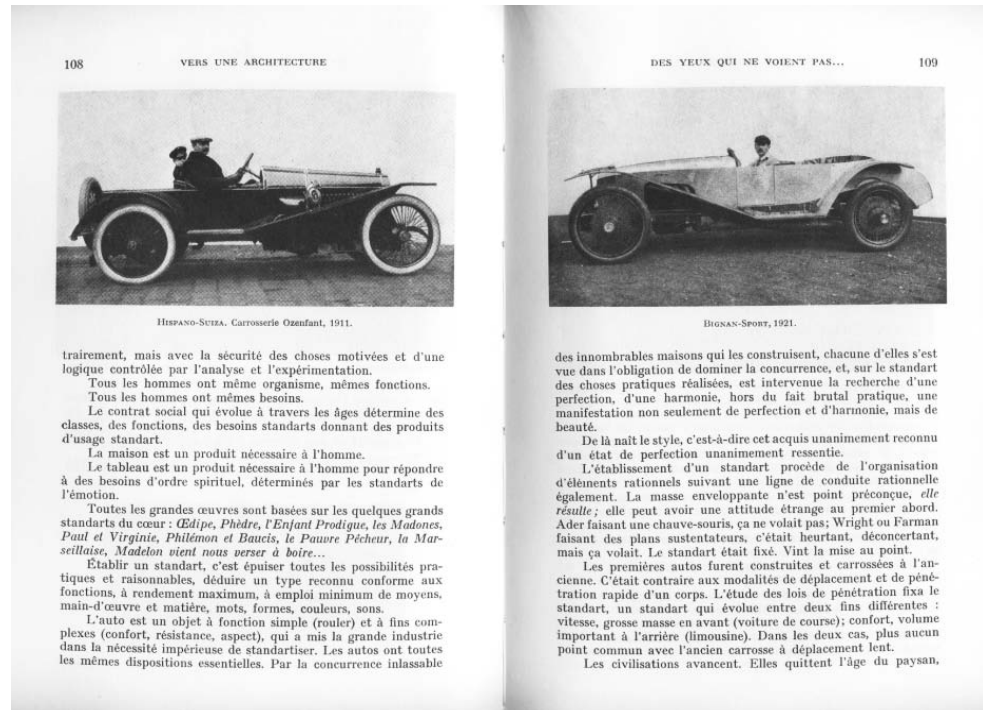 108
VERS UNE ARCHITECTURE
HISPANO-SUIZA. Carrosserie Ozenfant, 1911.
trairement, mais avec la sécurité des choses motivées et d'une
logique contrôlée par l'analyse et l'expérimentation.
Tous les hommes ont même organisme, mêmes fonctions.
Tous les hommes ont mêmes besoins.
Le contrat social qui évolue à travers les âges détermine des
classes, des fonctions, des besoins standarts donnant des produits
d'usage standart.
La maison est un produit nécessaire à l'homme.
Le tableau est un produit nécessaire à l'homme pour répondre
à des besoins d'ordre spirituel, déterminés par les standarts de
l'émotion.
Toutes les grandes œuvres sont basées sur les quelques grands
standarts du cœur : Œdipe, Phèdre, l'Enfant Prodigue, les Madones,
Paul et Virginie, Philémon et Baucis, le Pauvre Pécheur, la Mar-
seillaise, Madelon vient nous verser à boire...
Établir un standart, c'est épuiser toutes les possibilités pra-
tiques et raisonnables, déduire un type reconnu conforme aux
fonctions, à rendement maximum, à emploi minimum de moyens,
main-d'œuvre et matière, mots, formes, couleurs, sons.
L'auto est un objet à fonction simple (rouler) et à fins com-
plexes (confort, résistance, aspect), qui a mis la grande industrie
dans la nécessité impérieuse de standartiser. Les autos ont toutes
les mêmes dispositions essentielles. Par la concurrence inlassable
DES YEUX QUI NE VOIENT PAS...
109
BIGNAN-SPORT, 1921.
des innombrables maisons qui les construisent, chacune d'elles s'est
vue dans l'obligation de dominer la concurrence, et, sur le standart
des choses pratiques réalisées, est intervenue la recherche d'une
perfection, d'une harmonie, hors du fait brutal pratique, une
manifestation non seulement de perfection et d'harmonie, mais de
beauté.
De là naît le style, c'est-à-dire cet acquis unanimement reconnu
d'un état de perfection unanimement ressentie.
L'établissement d'un standart procède de l'organisation
d'éléments rationnels suivant une ligne de conduite rationnelle
également. La masse enveloppante n'est point préconçue, elle
résulte; elle peut avoir une attitude étrange au premier abord.
Ader faisant une chauve-souris, ça ne volait pas; Wright ou Farman
faisant des plans sustentateurs, c'était heurtant, déconcertant,
mais ça volait. Le standart était fixé. Vint la mise au point.
Les premières autos furent construites et carrossées à l'an-
cienne. C'était contraire aux modalités de déplacement et de péné-
tration rapide d'un corps. L'étude des lois de pénétration fixa le
standart, un standart qui évolue entre deux fins différentes :
vitesse, grosse masse en avant (voiture de course); confort, volume
important à l'arrière (limousine). Dans les deux cas, plus aucun
point commun avec l'ancien carrosse à déplacement lent.
Les civilisations avancent. Elles quittent l'âge du paysan,